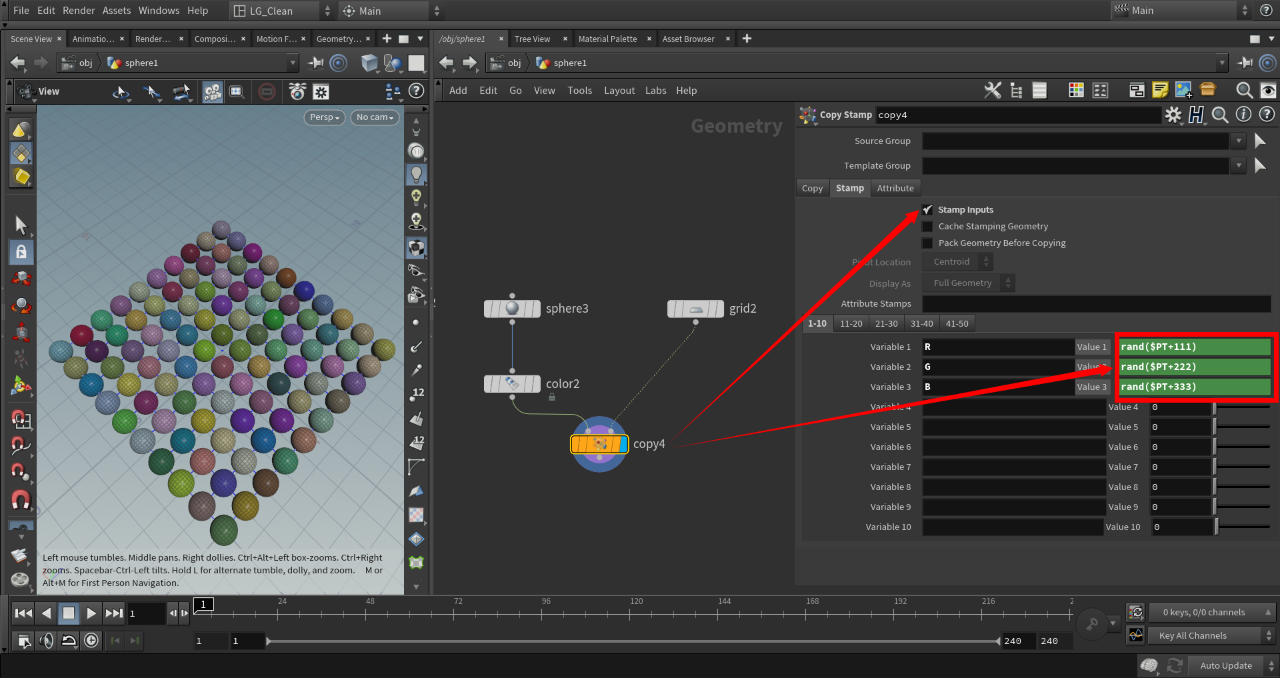 File Edit Render Assets Windows Help LG_Clean Main Main
Scene View Animatio... Render... Composi... Motion F... Geometry...
/obj/sphere1 Tree View Material Palette Asset Browser
obj sphere1
obj sphere1
View
Add Edit Go View Tools Layout Labs Help
Persp No cam
Geometry
Copy Stamp copy4
Source Group
Template Group
Copy Stamp Attribute
Stamp Inputs
Cache Stamping Geometry
Pack Geometry Before Copying
Pivot Location Centroid
Display As Full Geometry
Attribute Stamps
1-10 11-20 21-30 31-40 41-50
Variable 1 R Value 1 rand($PT+111)
Variable 2 G Value 2 rand($PT+222)
Variable 3 B Value 3 rand($PT+333)
Variable 4 Value 4 0
Variable 5 Value 5 0
Variable 6 Value 6 0
Variable 7 Value 7 0
Variable 8 Value 8 0
Variable 9 Value 9 0
Variable 10 Value 10 0
sphere3
grid2
color2
copy4
12
12
Left mouse tumbles. Middle pans. Right dollies. Ctrl+Alt+Left box-zooms. Ctrl+Right
zooms. Spacebar-Ctrl-Left tilts. Hold L for alternate tumble, dolly, and zoom. M or
Alt+M for First Person Navigation.
1 1 24 48 72 96 120 144 168 192 216 2
0 keys, 0/0 channels
1 1 240 240
Key All Channels
Auto Update